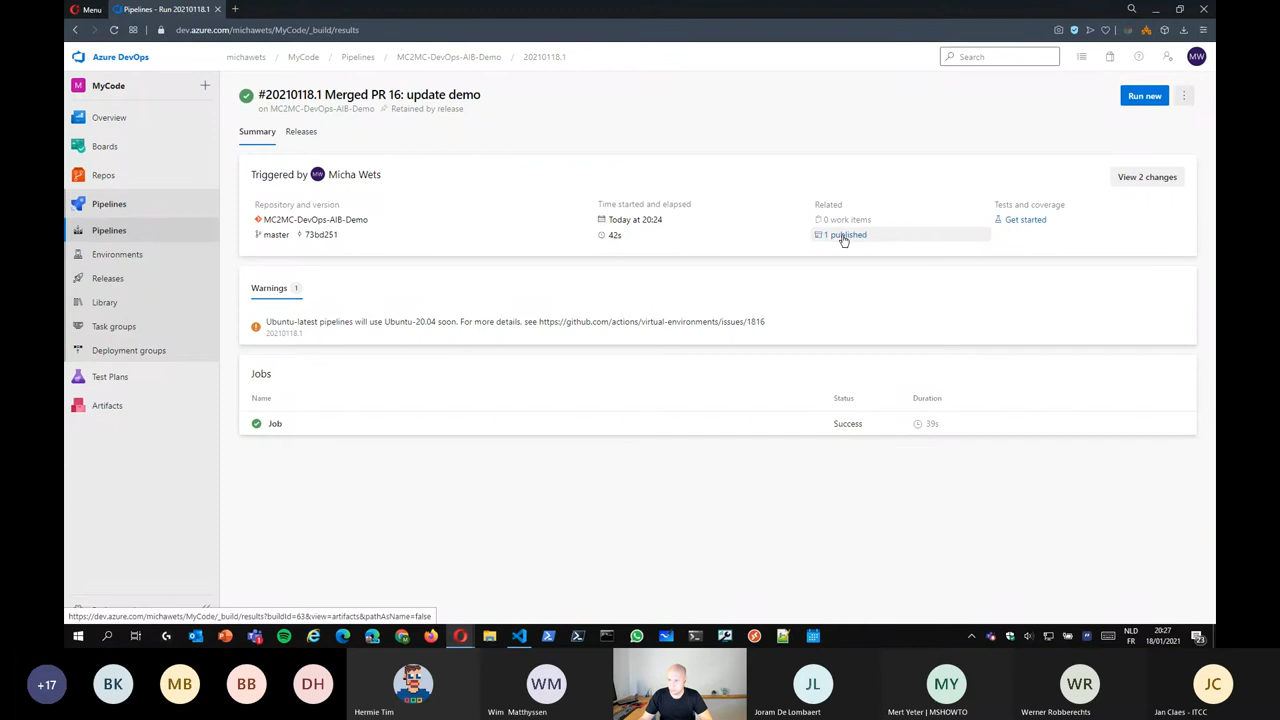 Menu
Pipelines - Run 20210118.1
dev.azure.com/michawets/MyCode/_build/results
Azure DevOps
michawets / MyCode / Pipelines / MC2MC-DevOps-AIB-Demo / 20210118.1
Search
MW
M MyCode
Overview
Boards
Repos
Pipelines
Pipelines
Environments
Releases
Library
Task groups
Deployment groups
Test Plans
Artifacts
#20210118.1 Merged PR 16: update demo
on MC2MC-DevOps-AIB-Demo Retained by release
Run new
Summary Releases
Triggered by MW Micha Wets
View 2 changes
Repository and version
MC2MC-DevOps-AIB-Demo
master 73bd251
Time started and elapsed
Today at 20:24
42s
Related
0 work items
1 published
Tests and coverage
Get started
Warnings 1
Ubuntu-latest pipelines will use Ubuntu-20.04 soon. For more details, see https://github.com/actions/virtual-environments/issues/1816
20210118.1
Jobs
Name Status Duration
Job Success 39s
https://dev.azure.com/michawets/MyCode/_build/results?buildId=63&view=artifacts&pathAsName=false
NLD
FR
20:27
18/01/2021
23
+17
BK
MB
BB
DH
Hermie Tim
WM
Wim Matthyssen
JL
Joram De Lombaert
MY
Mert Yeter | MSHOWTO
WR
Werner Robberechts
JC
Jan Claes - ITCC